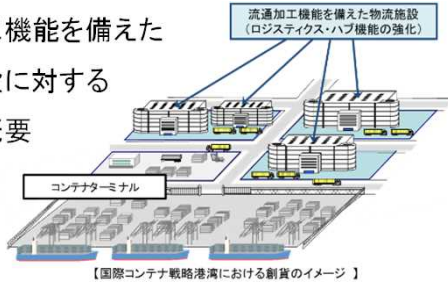 流通加工機能を備えた物流施設
（ロジスティクス・ハブ機能の強化）
機能を備えた
に対する
要
コンテナターミナル
【国際コンテナ戦略港湾における創貨のイメージ 】